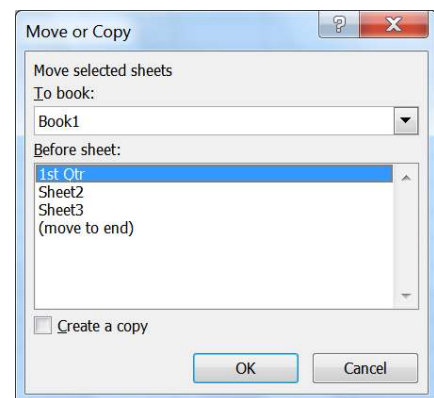 Move or Copy
Move selected sheets
To book:
Book1
Before sheet:
1st Qtr
Sheet2
Sheet3
(move to end)
Create a copy
OK Cancel